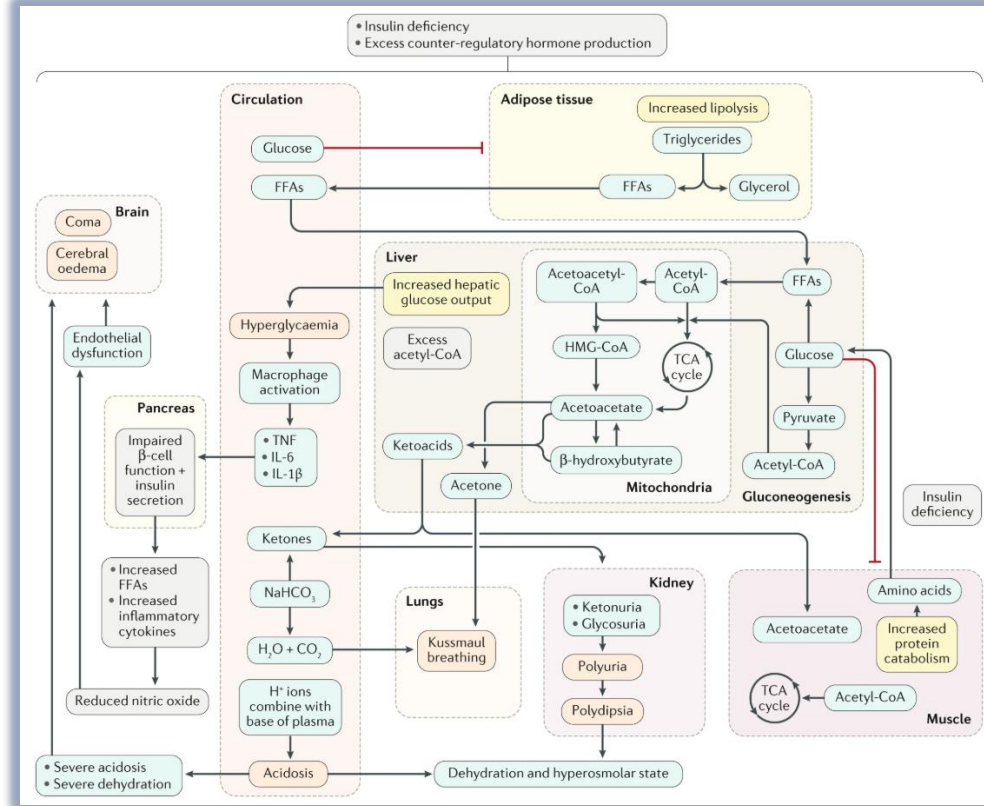 • Insulin deficiency
• Excess counter-regulatory hormone production
Circulation
Glucose
FFAs
Adipose tissue
Increased lipolysis
Triglycerides
FFAs
Glycerol
Brain
Coma
Cerebral
oedema
Endothelial
dysfunction
Liver
Increased hepatic
glucose output
Excess
acetyl-CoA
Hyperglycaemia
Macrophage
activation
• TNF
• IL-6
• IL-1β
Acetoacetyl-
CoA
Acetyl-
CoA
FFAs
HMG-CoA
TCA
cycle
Glucose
Acetoacetate
Pyruvate
Ketoacids
β-hydroxybutyrate
Acetyl-CoA
Acetone
Mitochondria
Gluconeogenesis
Pancreas
Impaired
β-cell
function +
insulin
secretion
Insulin
deficiency
• Increased
FFAs
• Increased
inflammatory
cytokines
Reduced nitric oxide
Ketones
NaHCO₃
H₂O + CO₂
H⁺ ions
combine with
base of plasma
Acidosis
Lungs
Kussmaul
breathing
Kidney
• Ketonuria
• Glycosuria
Polyuria
Polydipsia
Amino acids
Acetoacetate
Increased
protein
catabolism
TCA
cycle
Acetyl-CoA
Muscle
• Severe acidosis
• Severe dehydration
Dehydration and hyperosmolar state